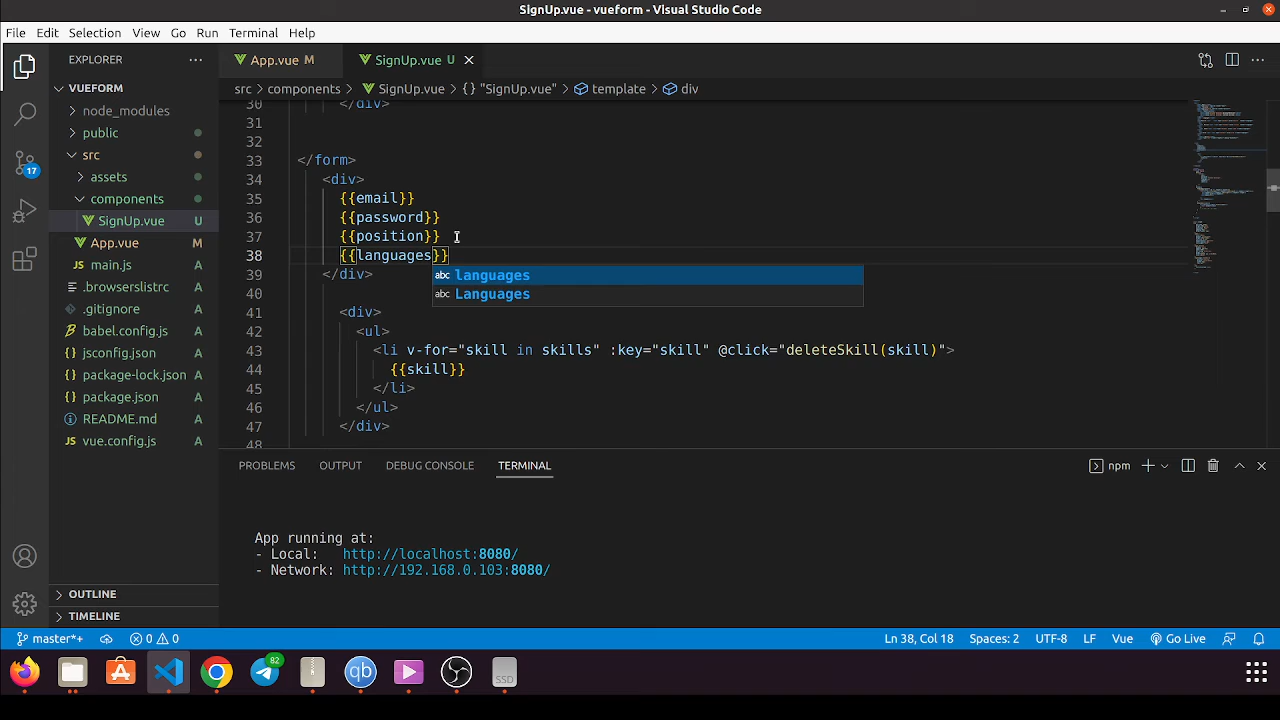 SignUp.vue - vueform - Visual Studio Code
File Edit Selection View Go Run Terminal Help
EXPLORER
VUEFORM
node_modules
public
src
assets
components
SignUp.vue U
App.vue M
main.js A
.browserslistrc A
.gitignore A
babel.config.js A
jsconfig.json A
package-lock.json A
package.json A
README.md A
vue.config.js A
OUTLINE
TIMELINE
17
App.vue M SignUp.vue U
src > components > SignUp.vue > {} "SignUp.vue" > template > div
30 </div>
31
32
33 </form>
34 <div>
35 {{email}}
36 {{password}}
37 {{position}}
38 {{languages}}
abc languages
abc Languages
39 </div>
40
41 <div>
42 <ul>
43 <li v-for="skill in skills" :key="skill" @click="deleteSkill(skill)">
44 {{skill}}
45 </li>
46 </ul>
47 </div>
48
PROBLEMS OUTPUT DEBUG CONSOLE TERMINAL npm
App running at:
- Local: http://localhost:8080/
- Network: http://192.168.0.103:8080/
master*+ 0 0 Ln 38, Col 18 Spaces: 2 UTF-8 LF Vue Go Live
A 82 qb SSD